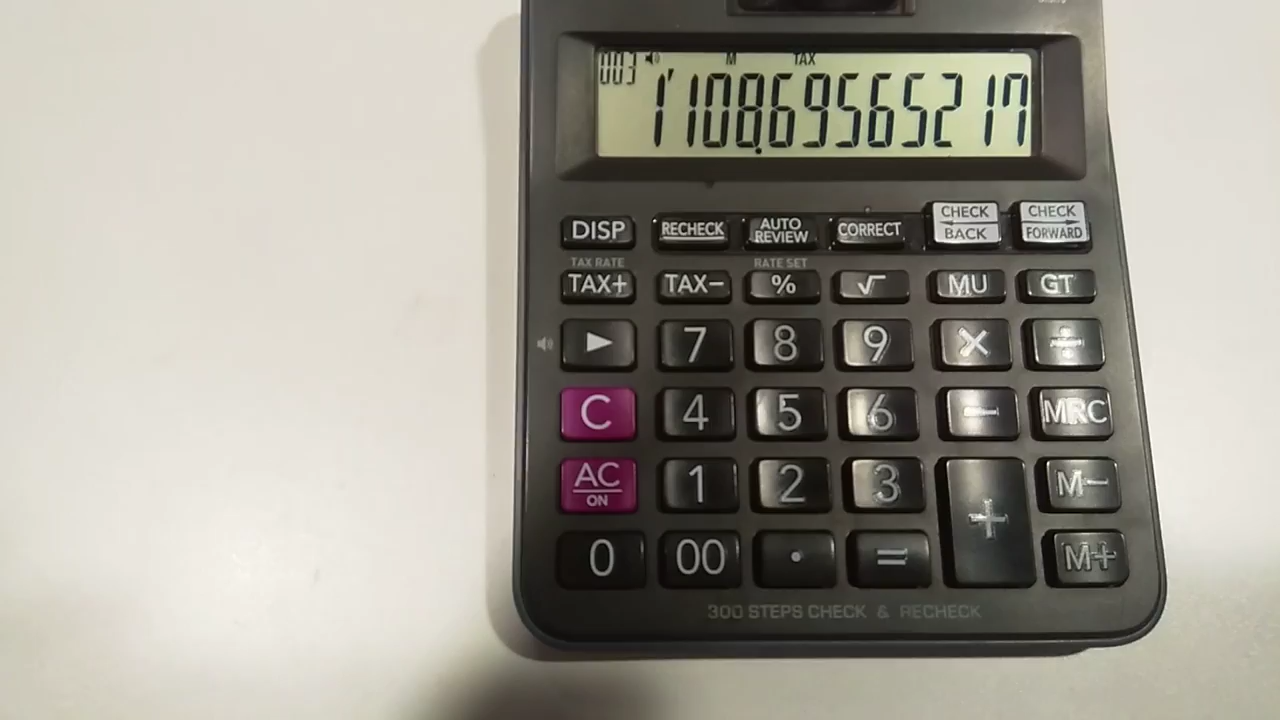 003 M TAX
1'108.69565217
DISP RECHECK AUTO REVIEW CORRECT CHECK BACK CHECK FORWARD
TAX RATE RATE SET
TAX+ TAX− % √ MU GT
7 8 9 × ÷
C 4 5 6 − MRC
AC ON 1 2 3 + M−
0 00 . = M+
300 STEPS CHECK & RECHECK